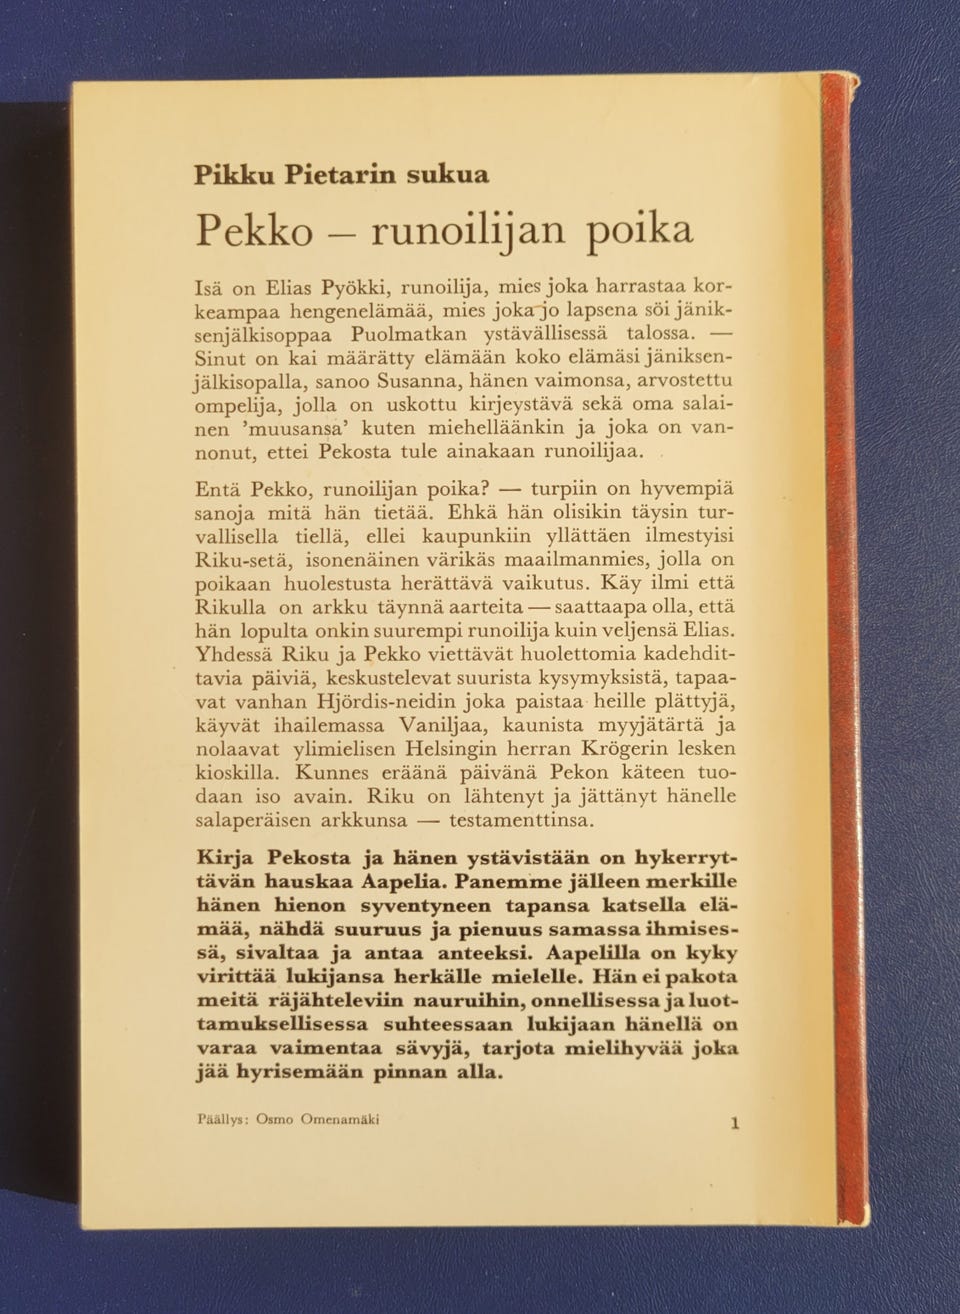 Pikku Pietarin sukua
Pekko – runoilijan poika
Isä on Elias Pyökki, runoilija, mies joka harrastaa kor-
keampaa hengenelämää, mies joka jo lapsena söi jänik-
senjälkisoppaa Puolmatkan ystävällisessä talossa. —
Sinut on kai määrätty elämään koko elämäsi jäniksen-
jälkisopalla, sanoo Susanna, hänen vaimonsa, arvostettu
ompelija, jolla on uskottu kirjeystävä sekä oma salai-
nen ’muusansa’ kuten miehelläänkin ja joka on van-
nonut, ettei Pekosta tule ainakaan runoilijaa.
Entä Pekko, runoilijan poika? — turpiin on hyvempiä
sanoja mitä hän tietää. Ehkä hän olisikin täysin tur-
vallisella tiellä, ellei kaupunkiin yllättäen ilmestyisi
Riku-setä, isonenäinen värikäs maailmanmies, jolla on
poikaan huolestusta herättävä vaikutus. Käy ilmi että
Rikulla on arkku täynnä aarteita — saattaapa olla, että
hän lopulta onkin suurempi runoilija kuin veljensä Elias.
Yhdessä Riku ja Pekko viettävät huolettomia kadehdit-
tavia päiviä, keskustelevat suurista kysymyksistä, tapaa-
vat vanhan Hjördis-neidin joka paistaa heille plättyjä,
käyvät ihailemassa Vaniljaa, kaunista myyjätärtä ja
nolaavat ylimielisen Helsingin herran Krögerin lesken
kioskilla. Kunnes eräänä päivänä Pekon käteen tuo-
daan iso avain. Riku on lähtenyt ja jättänyt hänelle
salaperäisen arkkunsa — testamenttinsa.
Kirja Pekosta ja hänen ystävistään on hykerryt-
tävän hauskaa Aapelia. Panemme jälleen merkille
hänen hienon syventyneen tapansa katsella elä-
mää, nähdä suuruus ja pienuus samassa ihmises-
sä, sivaltaa ja antaa anteeksi. Aapelilla on kyky
virittää lukijansa herkälle mielelle. Hän ei pakota
meitä räjähteleviin nauruihin, onnellisessa ja luot-
tamuksellisessa suhteessaan lukijaan hänellä on
varaa vaimentaa sävyjä, tarjota mielihyvää joka
jää hyrisemään pinnan alla.
Päällys: Osmo Omenamäki
1